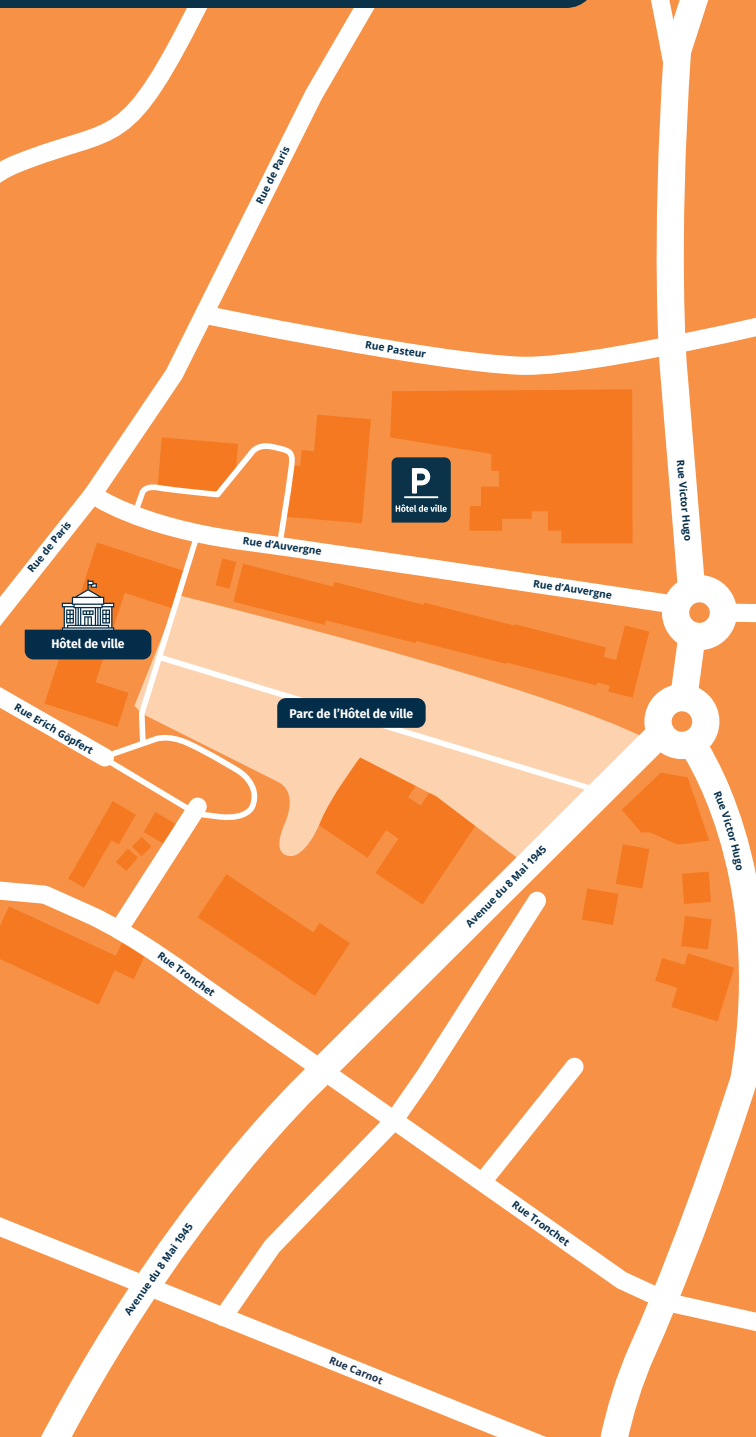 Rue de Paris
Rue Pasteur
Rue Victor Hugo
P
Hôtel de ville
Rue de Paris
Rue d'Auvergne
Rue d'Auvergne
Hôtel de ville
Parc de l'Hôtel de ville
Rue Erich Göpfert
Rue Victor Hugo
Avenue du 8 Mai 1945
Rue Tronchet
Rue Tronchet
Avenue du 8 Mai 1945
Rue Carnot